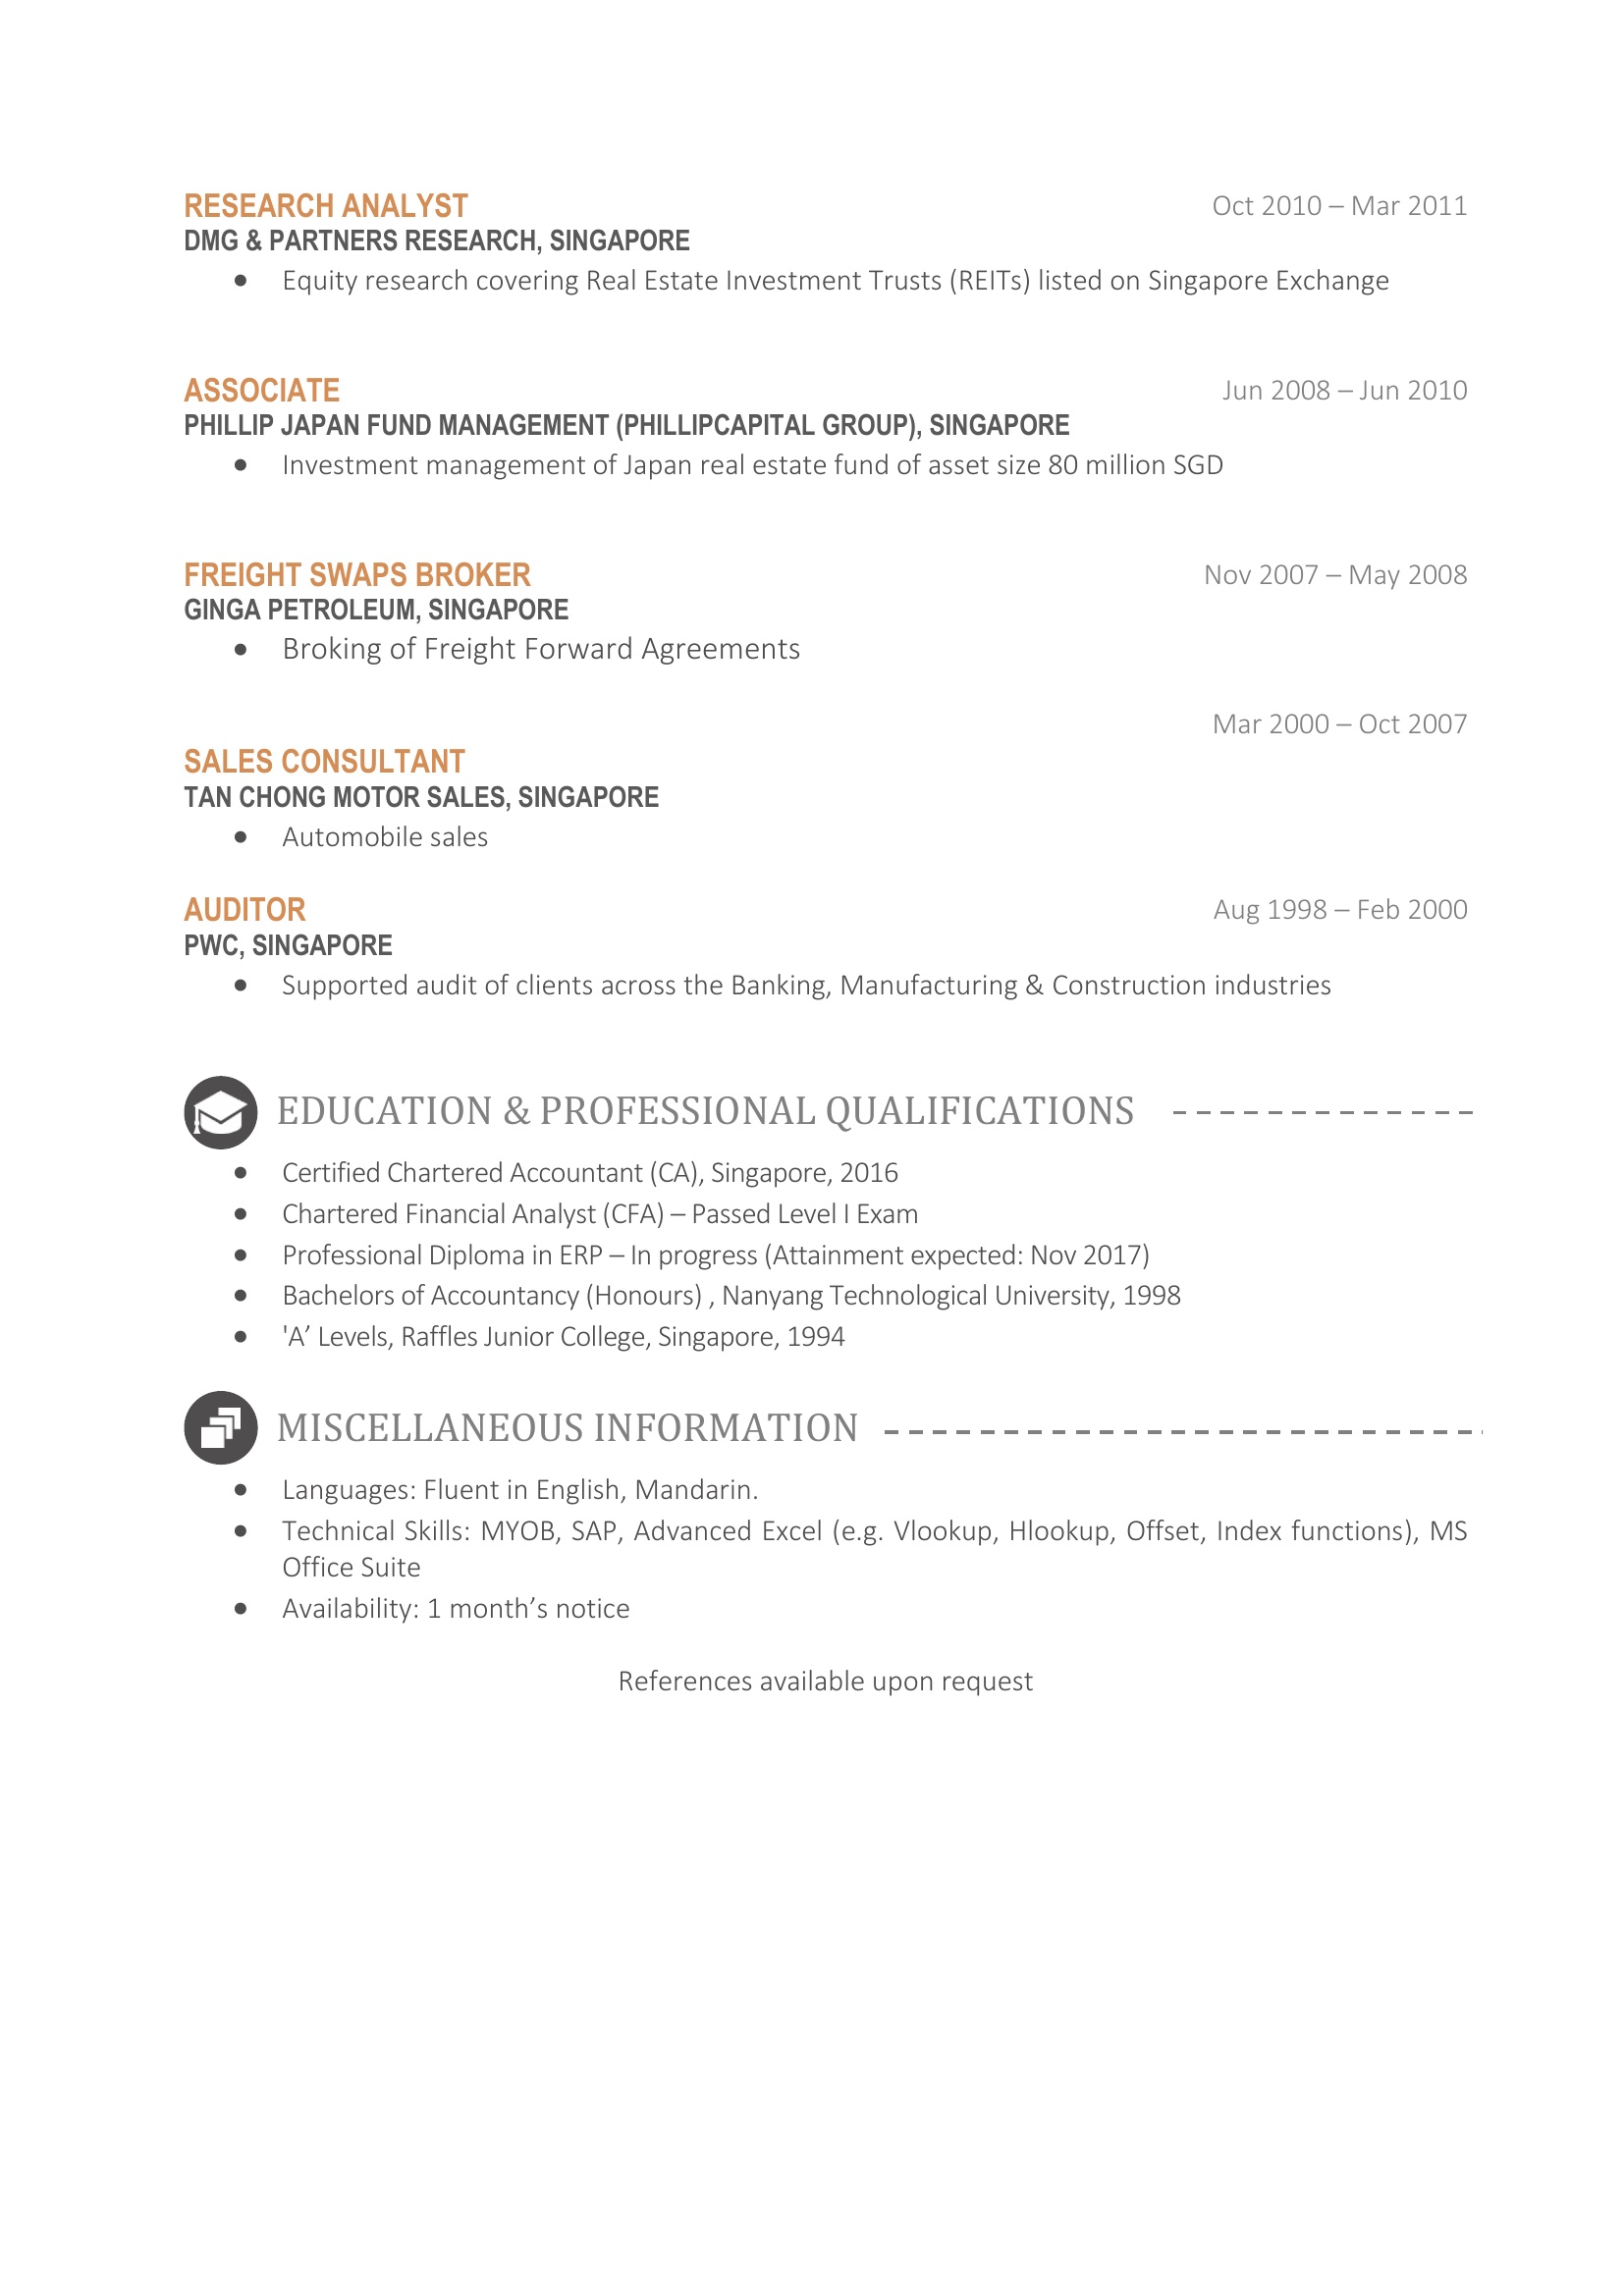 RESEARCH ANALYST Oct 2010 – Mar 2011
DMG & PARTNERS RESEARCH, SINGAPORE
• Equity research covering Real Estate Investment Trusts (REITs) listed on Singapore Exchange
ASSOCIATE Jun 2008 – Jun 2010
PHILLIP JAPAN FUND MANAGEMENT (PHILLIPCAPITAL GROUP), SINGAPORE
• Investment management of Japan real estate fund of asset size 80 million SGD
FREIGHT SWAPS BROKER Nov 2007 – May 2008
GINGA PETROLEUM, SINGAPORE
• Broking of Freight Forward Agreements
Mar 2000 – Oct 2007
SALES CONSULTANT
TAN CHONG MOTOR SALES, SINGAPORE
• Automobile sales
AUDITOR Aug 1998 – Feb 2000
PWC, SINGAPORE
• Supported audit of clients across the Banking, Manufacturing & Construction industries
EDUCATION & PROFESSIONAL QUALIFICATIONS
• Certified Chartered Accountant (CA), Singapore, 2016
• Chartered Financial Analyst (CFA) – Passed Level I Exam
• Professional Diploma in ERP – In progress (Attainment expected: Nov 2017)
• Bachelors of Accountancy (Honours) , Nanyang Technological University, 1998
• 'A’ Levels, Raffles Junior College, Singapore, 1994
MISCELLANEOUS INFORMATION
• Languages: Fluent in English, Mandarin.
• Technical Skills: MYOB, SAP, Advanced Excel (e.g. Vlookup, Hlookup, Offset, Index functions), MS
Office Suite
• Availability: 1 month’s notice
References available upon request